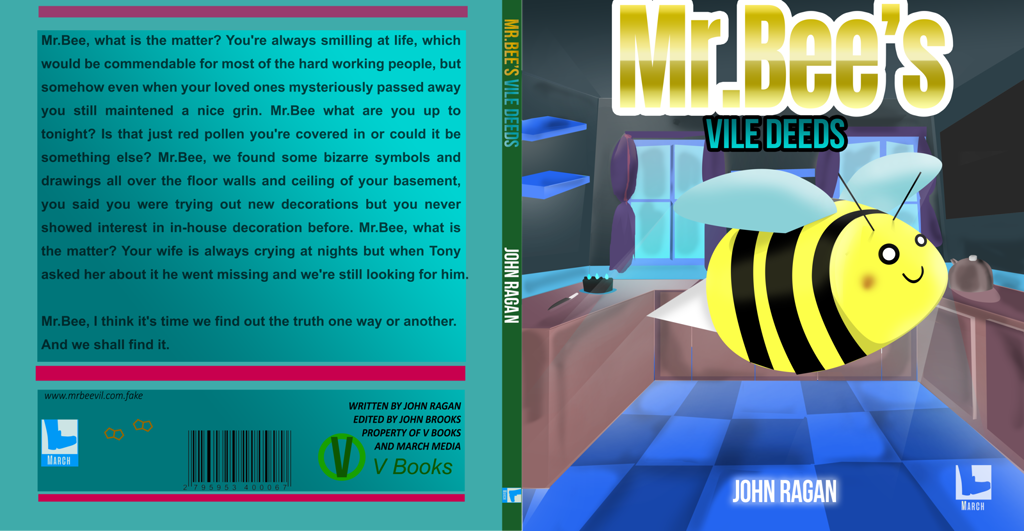 Mr.Bee, what is the matter? You're always smilling at life, which
would be commendable for most of the hard working people, but
somehow even when your loved ones mysteriously passed away
you still maintened a nice grin. Mr.Bee what are you up to
tonight? Is that just red pollen you're covered in or could it be
something else? Mr.Bee, we found some bizarre symbols and
drawings all over the floor walls and ceiling of your basement,
you said you were trying out new decorations but you never
showed interest in in-house decoration before. Mr.Bee, what is
the matter? Your wife is always crying at nights but when Tony
asked her about it he went missing and we're still looking for him.
Mr.Bee, I think it's time we find out the truth one way or another.
And we shall find it.
www.mrbeevil.com.fake
MARCH
WRITTEN BY JOHN RAGAN
EDITED BY JOHN BROOKS
PROPERTY OF V BOOKS
AND MARCH MEDIA
V
V Books
MR.BEE'S VILE DEEDS
JOHN RAGAN
Mr.Bee's
VILE DEEDS
JOHN RAGAN
MARCH